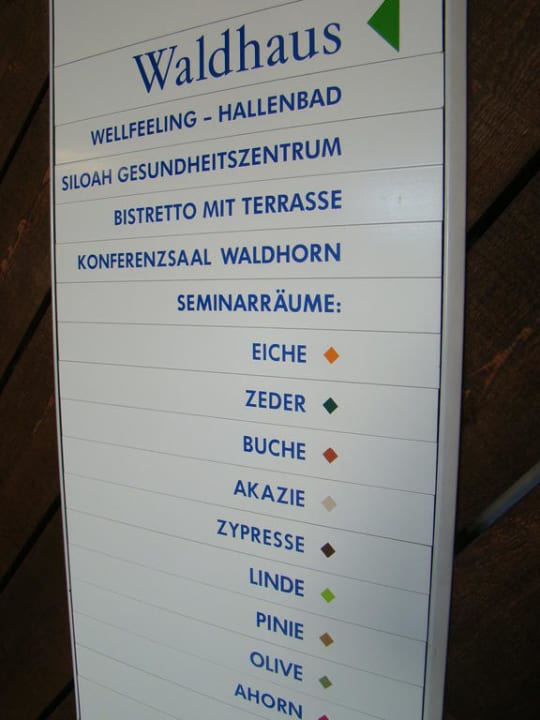 Waldhaus
WELLFEELING - HALLENBAD
SILOAH GESUNDHEITSZENTRUM
BISTRETTO MIT TERRASSE
KONFERENZSAAL WALDHORN
SEMINARRÄUME:
EICHE
ZEDER
BUCHE
AKAZIE
ZYPRESSE
LINDE
PINIE
OLIVE
AHORN